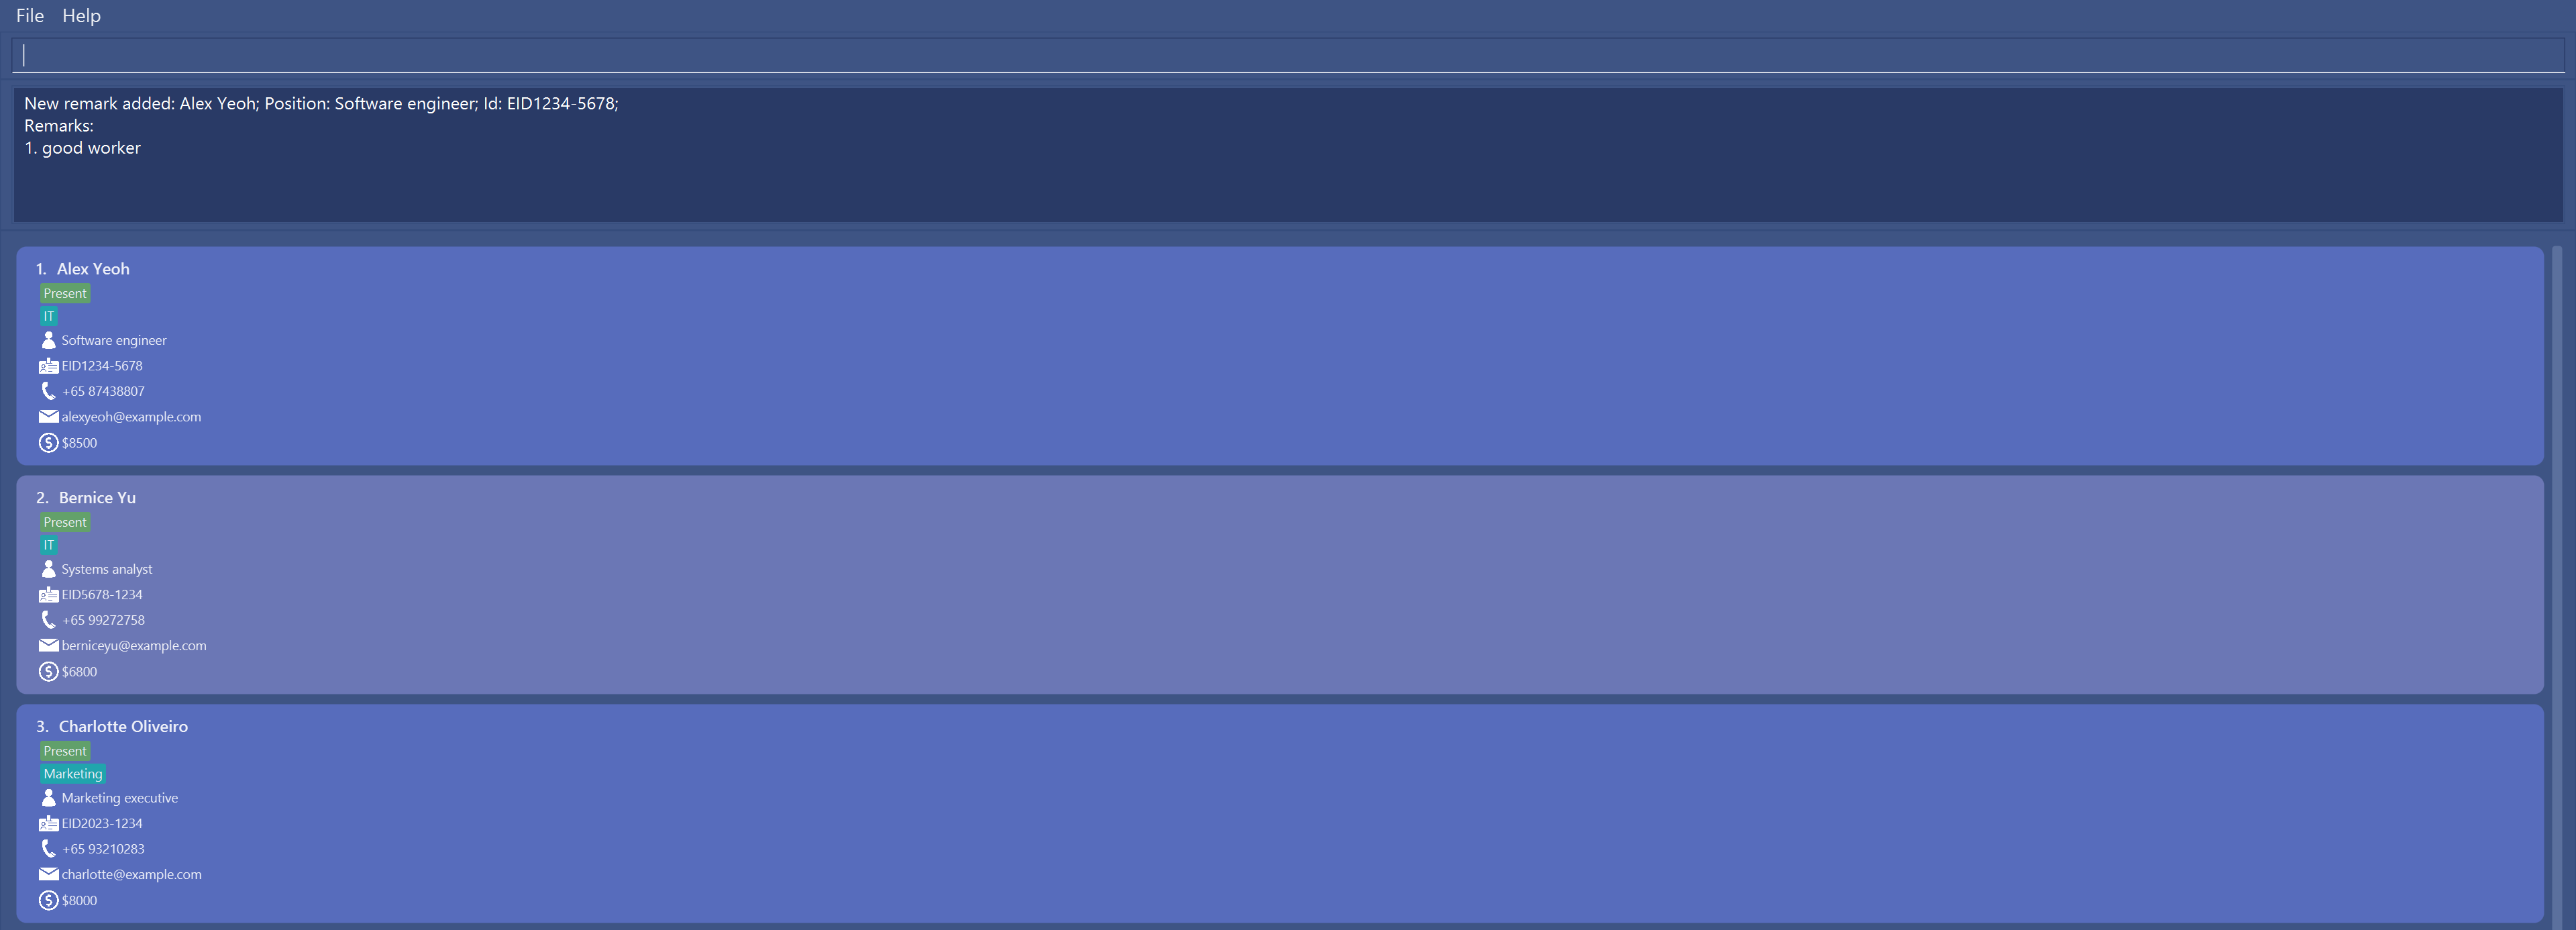 File Help
New remark added: Alex Yeoh; Position: Software engineer; Id: EID1234-5678;
Remarks:
1. good worker
1. Alex Yeoh
Present
IT
Software engineer
EID1234-5678
+65 87438807
alexyeoh@example.com
$8500
2. Bernice Yu
Present
IT
Systems analyst
EID5678-1234
+65 99272758
berniceyu@example.com
$6800
3. Charlotte Oliveiro
Present
Marketing
Marketing executive
EID2023-1234
+65 93210283
charlotte@example.com
$8000